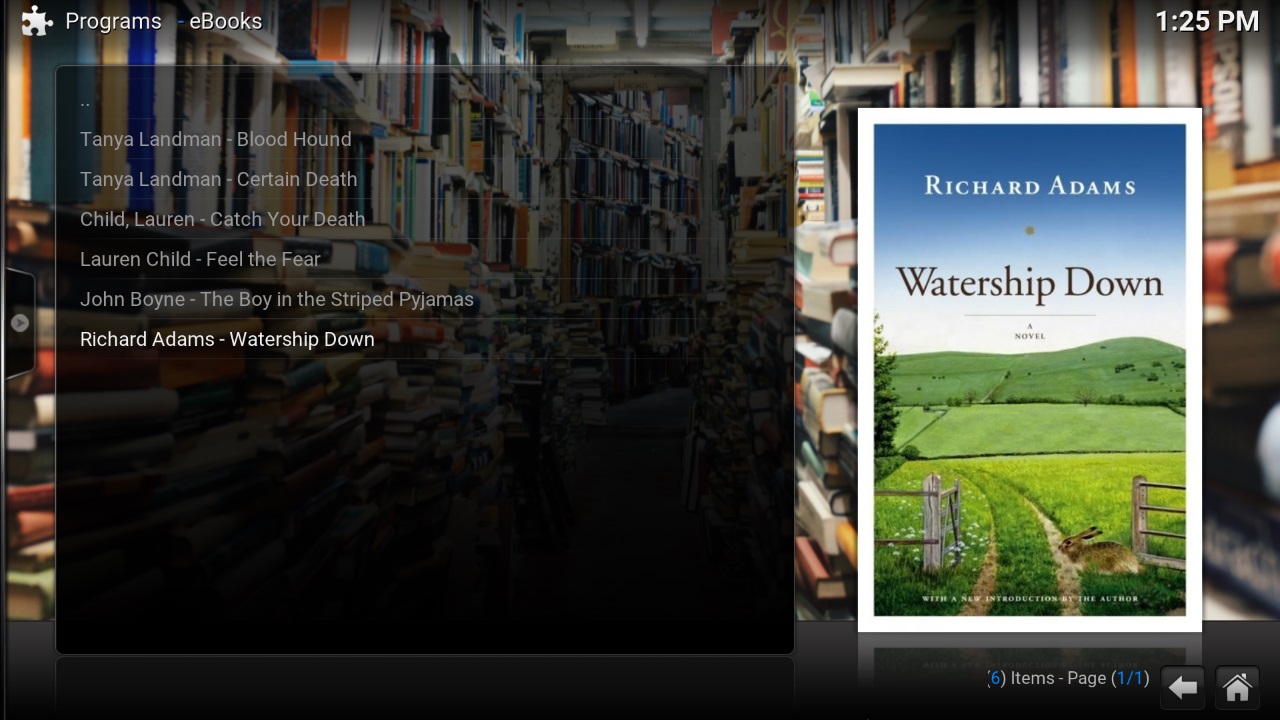 Programs - eBooks
1:25 PM
..
Tanya Landman - Blood Hound
Tanya Landman - Certain Death
Child, Lauren - Catch Your Death
Lauren Child - Feel the Fear
John Boyne - The Boy in the Striped Pyjamas
Richard Adams - Watership Down
RICHARD ADAMS
Watership Down
A
NOVEL
WITH A NEW INTRODUCTION BY THE AUTHOR
(6) Items - Page (1/1)